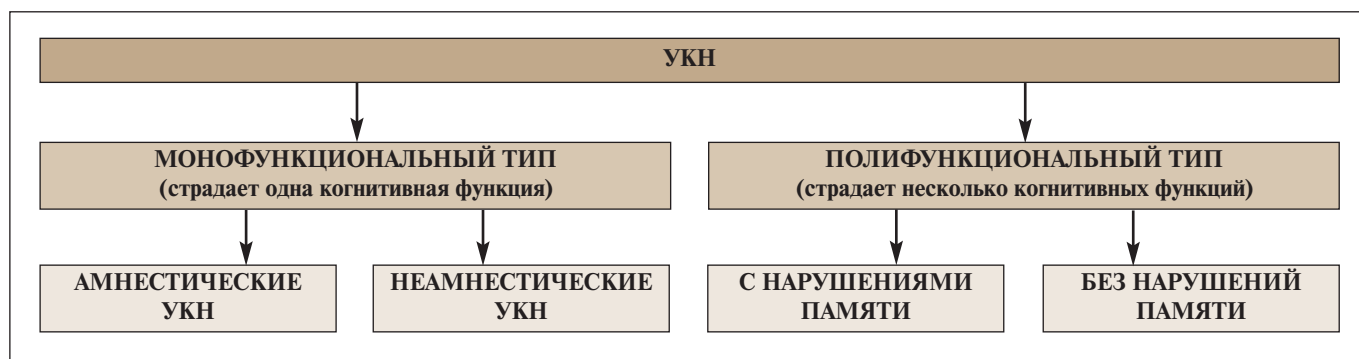 УКН
МОНОФУНКЦИОНАЛЬНЫЙ ТИП
(страдает одна когнитивная функция)
ПОЛИФУНКЦИОНАЛЬНЫЙ ТИП
(страдает несколько когнитивных функций)
АМНЕСТИЧЕСКИЕ
УКН
НЕАМНЕСТИЧЕСКИЕ
УКН
С НАРУШЕНИЯМИ
ПАМЯТИ
БЕЗ НАРУШЕНИЙ
ПАМЯТИ